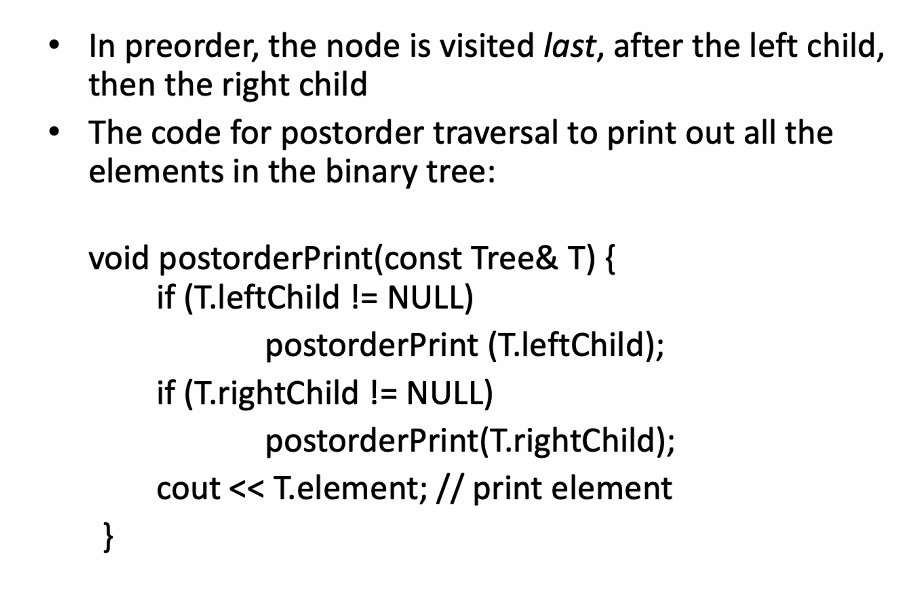 • In preorder, the node is visited last, after the left child,
then the right child
• The code for postorder traversal to print out all the
elements in the binary tree:
void postorderPrint(const Tree& T) {
if (T.leftChild != NULL)
postorderPrint (T.leftChild);
if (T.rightChild != NULL)
postorderPrint(T.rightChild);
cout << T.element; // print element
}